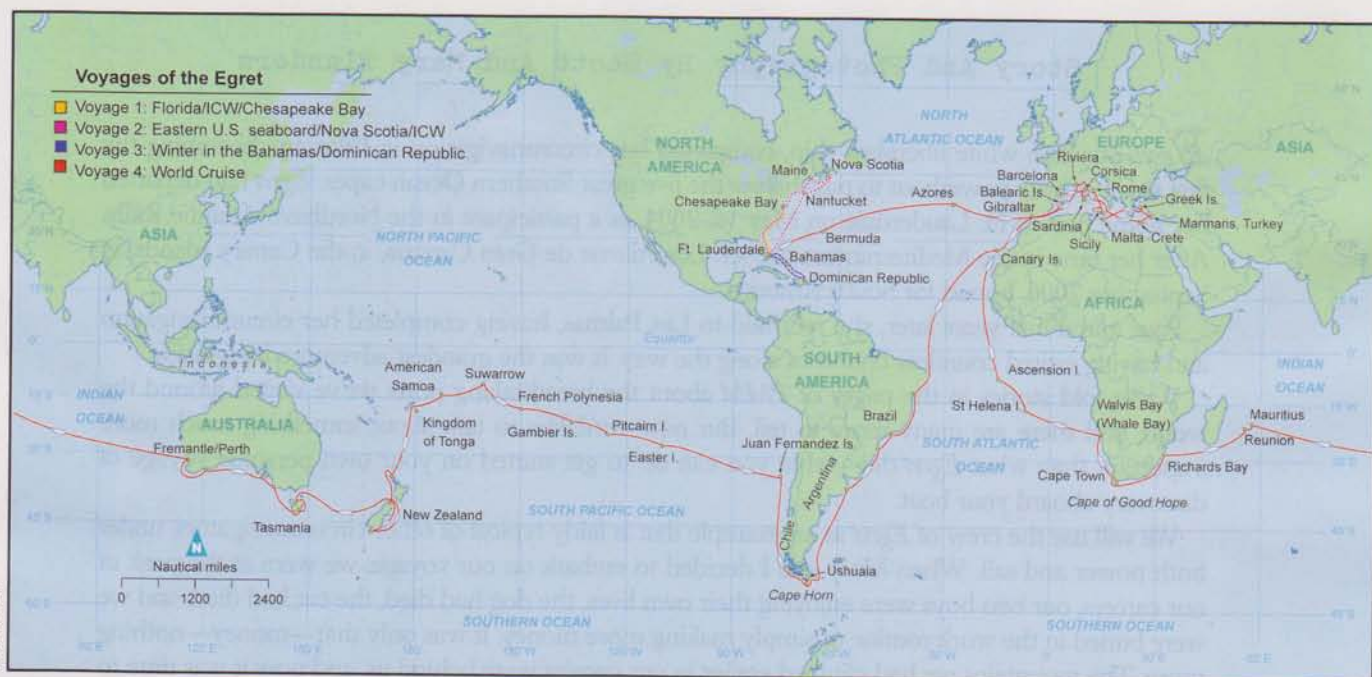 Voyages of the Egret
Voyage 1: Florida/ICW/Chesapeake Bay
Voyage 2: Eastern U.S. seaboard/Nova Scotia/ICW
Voyage 3: Winter in the Bahamas/Dominican Republic
Voyage 4: World Cruise
NORTH
AMERICA
NORTH
ATLANTIC OCEAN
EUROPE
ASIA
Nova Scotia
Maine
Chesapeake Bay
Nantucket
Azores
Riviera
Barcelona
Corsica
Balearic Is.
Rome
Gibraltar
Greek Is.
Marmaris, Turkey
Sardinia
Malta
Crete
Sicily
Ft. Lauderdale
Bermuda
Bahamas
Dominican Republic
Canary Is.
ASIA
NORTH PACIFIC
OCEAN
AFRICA
Indonesia
SOUTH
AMERICA
INDIAN
OCEAN
American
Samoa
Suwarrow
French Polynesia
Ascension I.
INDIAN
OCEAN
AUSTRALIA
Kingdom
of Tonga
Gambier Is.
Pitcairn I.
Brazil
St Helena I.
Walvis Bay
(Whale Bay)
Mauritius
Reunion
Fremantle/Perth
Easter I.
Juan Fernandez Is.
SOUTH ATLANTIC
OCEAN
Richards Bay
Cape Town
Cape of Good Hope
Argentina
Chile
Tasmania
New Zealand
SOUTH PACIFIC OCEAN
N
Nautical miles
0 1200 2400
Ushuaia
Cape Horn
SOUTHERN OCEAN
SOUTHERN OCEAN